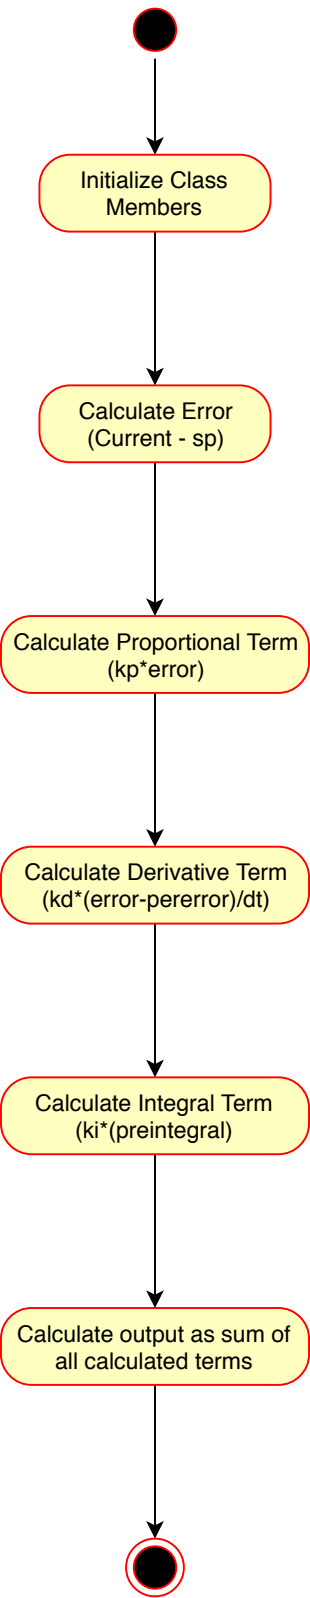 Initialize Class
Members
Calculate Error
(Current - sp)
Calculate Proportional Term
(kp*error)
Calculate Derivative Term
(kd*(error-pererror)/dt)
Calculate Integral Term
(ki*(preintegral)
Calculate output as sum of
all calculated terms